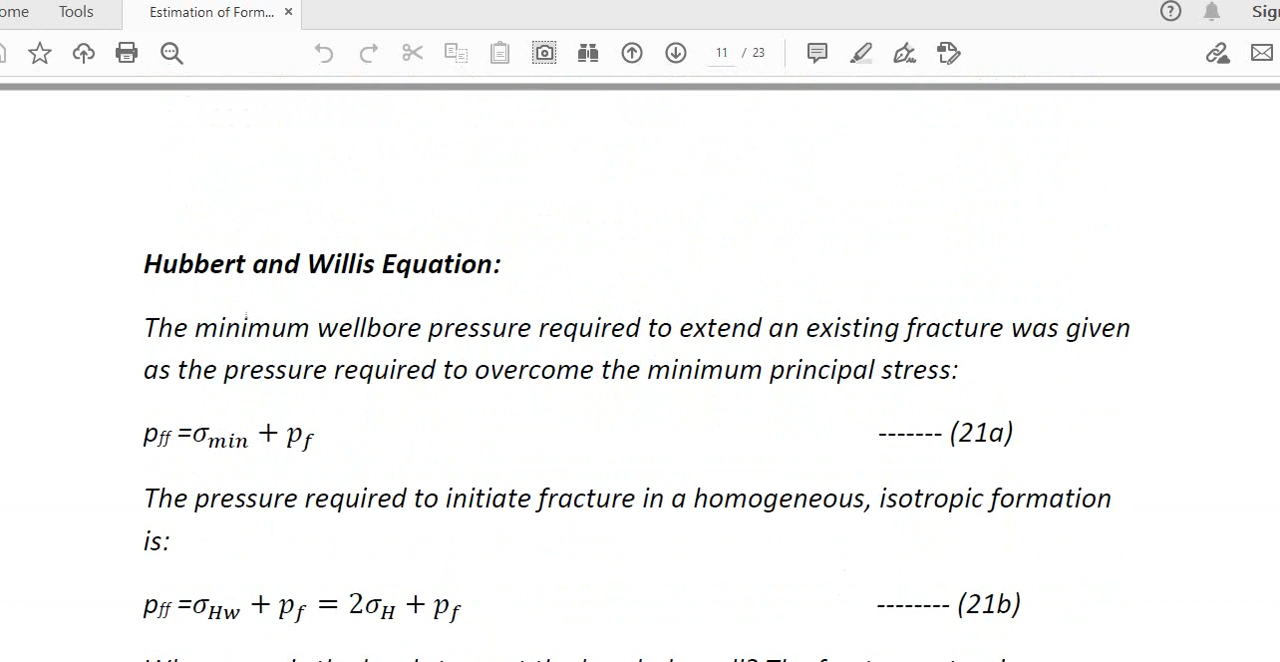 ome Tools Estimation of Form... × Sig
11 / 23
Hubbert and Willis Equation:
The minimum wellbore pressure required to extend an existing fracture was given
as the pressure required to overcome the minimum principal stress:
pff =σmin + pf ------- (21a)
The pressure required to initiate fracture in a homogeneous, isotropic formation
is:
pff =σHw + pf = 2σH + pf -------- (21b)